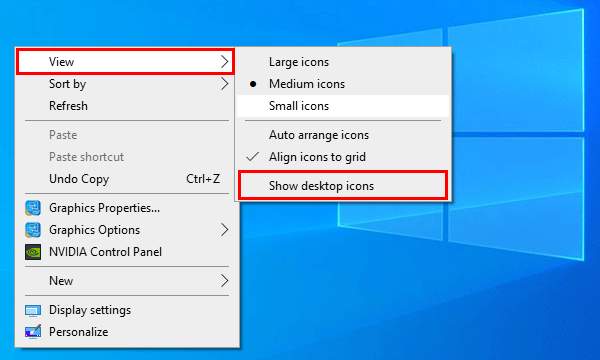 View
Sort by
Refresh
Paste
Paste shortcut
Undo Copy Ctrl+Z
Graphics Properties...
Graphics Options
NVIDIA Control Panel
New
Display settings
Personalize
Large icons
Medium icons
Small icons
Auto arrange icons
Align icons to grid
Show desktop icons